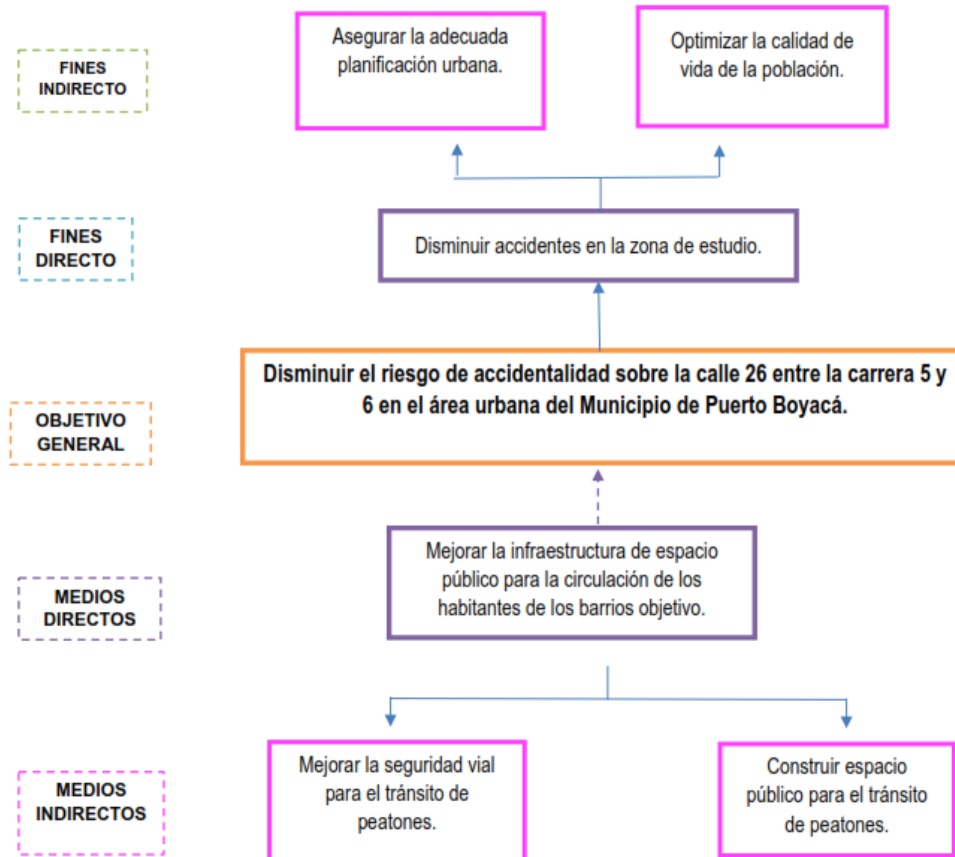 FINES
INDIRECTO
Asegurar la adecuada
planificación urbana.
Optimizar la calidad de
vida de la población.
FINES
DIRECTO
Disminuir accidentes en la zona de estudio.
OBJETIVO
GENERAL
Disminuir el riesgo de accidentalidad sobre la calle 26 entre la carrera 5 y
6 en el área urbana del Municipio de Puerto Boyacá.
MEDIOS
DIRECTOS
Mejorar la infraestructura de espacio
público para la circulación de los
habitantes de los barrios objetivo.
MEDIOS
INDIRECTOS
Mejorar la seguridad vial
para el tránsito de
peatones.
Construir espacio
público para el tránsito
de peatones.